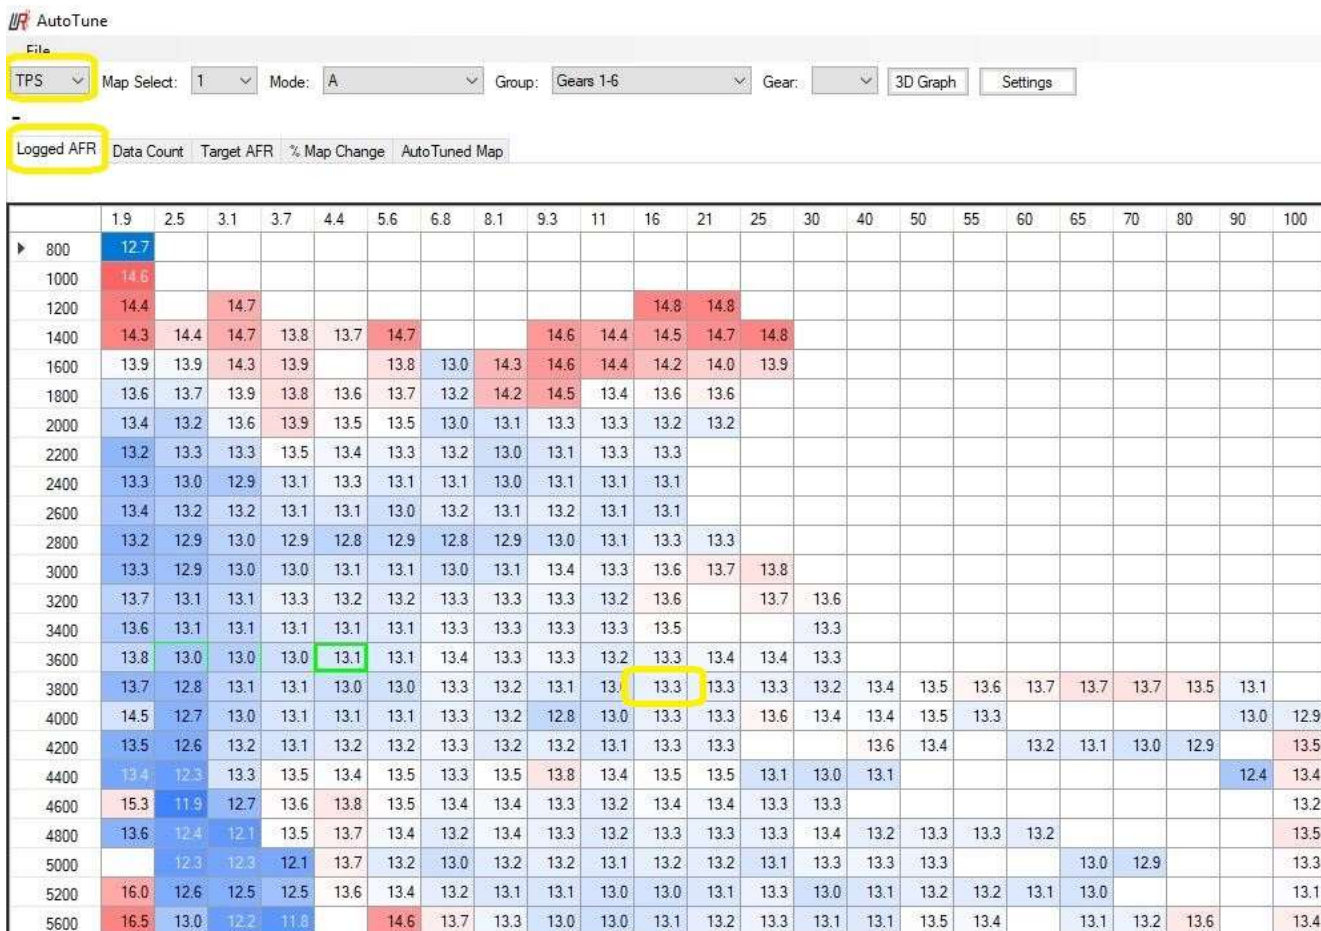 AutoTune
File
TPS Map Select: 1 Mode: A Group: Gears 1-6 Gear: 3D Graph Settings
-
Logged AFR Data Count Target AFR % Map Change AutoTuned Map
1.9 2.5 3.1 3.7 4.4 5.6 6.8 8.1 9.3 11 16 21 25 30 40 50 55 60 65 70 80 90 100
800 12.7
1000 14.6
1200 14.4 14.7 14.8 14.8
1400 14.3 14.4 14.7 13.8 13.7 14.7 14.6 14.4 14.5 14.7 14.8
1600 13.9 13.9 14.3 13.9 13.8 13.0 14.3 14.6 14.4 14.2 14.0 13.9
1800 13.6 13.7 13.9 13.8 13.6 13.7 13.2 14.2 14.5 13.4 13.6 13.6
2000 13.4 13.2 13.6 13.9 13.5 13.5 13.0 13.1 13.3 13.3 13.2 13.2
2200 13.2 13.3 13.3 13.5 13.4 13.3 13.2 13.0 13.1 13.3 13.3
2400 13.3 13.0 12.9 13.1 13.3 13.1 13.1 13.0 13.1 13.1 13.1
2600 13.4 13.2 13.2 13.1 13.1 13.0 13.2 13.1 13.2 13.1 13.1
2800 13.2 12.9 13.0 12.9 12.8 12.9 12.8 12.9 13.0 13.1 13.3 13.3
3000 13.3 12.9 13.0 13.0 13.1 13.1 13.0 13.1 13.4 13.3 13.6 13.7 13.8
3200 13.7 13.1 13.1 13.3 13.2 13.2 13.3 13.3 13.3 13.2 13.6 13.7 13.6
3400 13.6 13.1 13.1 13.1 13.1 13.1 13.3 13.3 13.3 13.3 13.5 13.3
3600 13.8 13.0 13.0 13.0 13.1 13.1 13.4 13.3 13.3 13.2 13.3 13.4 13.4 13.3
3800 13.7 12.8 13.1 13.1 13.0 13.0 13.3 13.2 13.1 13.3 13.3 13.3 13.2 13.4 13.5 13.6 13.7 13.7 13.7 13.5 13.1
4000 14.5 12.7 13.0 13.1 13.1 13.1 13.3 13.2 12.8 13.0 13.3 13.3 13.6 13.4 13.4 13.5 13.3 13.0 12.9
4200 13.5 12.6 13.2 13.1 13.2 13.2 13.3 13.2 13.2 13.1 13.3 13.3 13.6 13.4 13.2 13.1 13.0 12.9 13.5
4400 13.4 12.3 13.3 13.5 13.4 13.5 13.3 13.5 13.8 13.4 13.5 13.5 13.1 13.0 13.1 12.4 13.4
4600 15.3 11.9 12.7 13.6 13.8 13.5 13.4 13.4 13.3 13.2 13.4 13.4 13.3 13.3 13.2
4800 13.6 12.4 12.1 13.5 13.7 13.4 13.2 13.4 13.3 13.2 13.3 13.3 13.3 13.4 13.2 13.3 13.3 13.2 13.5
5000 12.3 12.3 12.1 13.7 13.2 13.0 13.2 13.2 13.1 13.2 13.2 13.1 13.3 13.3 13.3 13.0 12.9 13.3
5200 16.0 12.6 12.5 12.5 13.6 13.4 13.2 13.1 13.1 13.0 13.0 13.1 13.3 13.0 13.1 13.2 13.2 13.1 13.0 13.1
5600 16.5 13.0 12.2 11.8 14.6 13.7 13.3 13.0 13.0 13.1 13.2 13.3 13.1 13.1 13.5 13.4 13.1 13.2 13.6 13.4